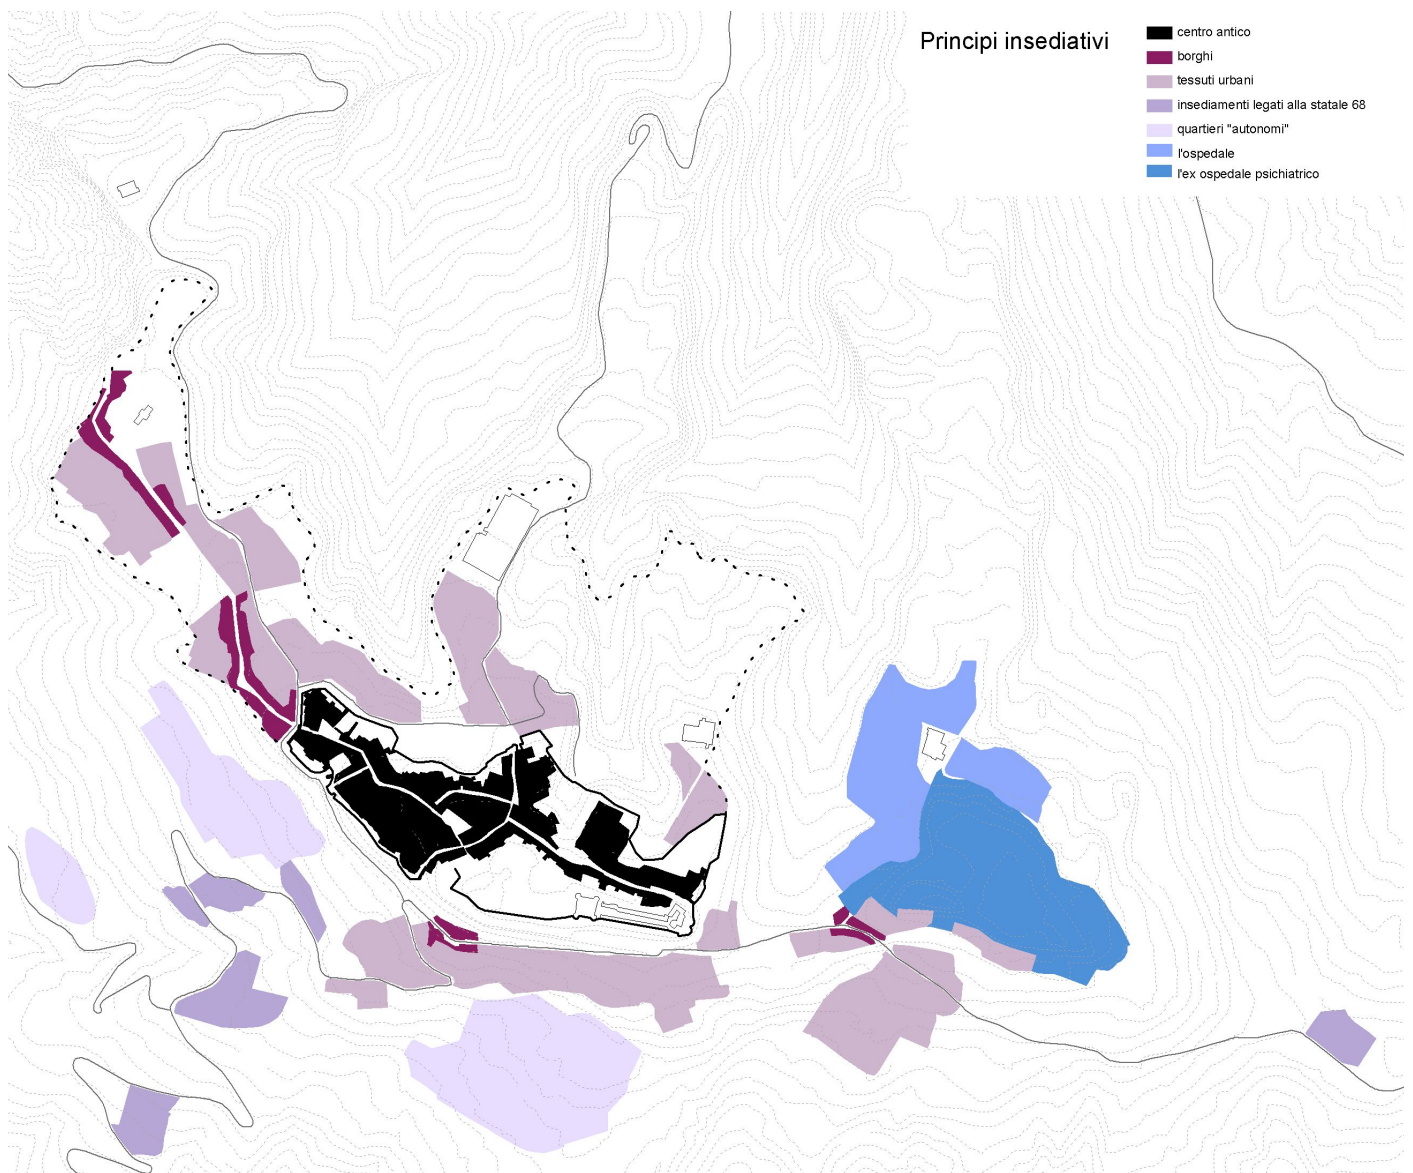 Principi insediativi
centro antico
borghi
tessuti urbani
insediamenti legati alla statale 68
quartieri "autonomi"
l'ospedale
l'ex ospedale psichiatrico